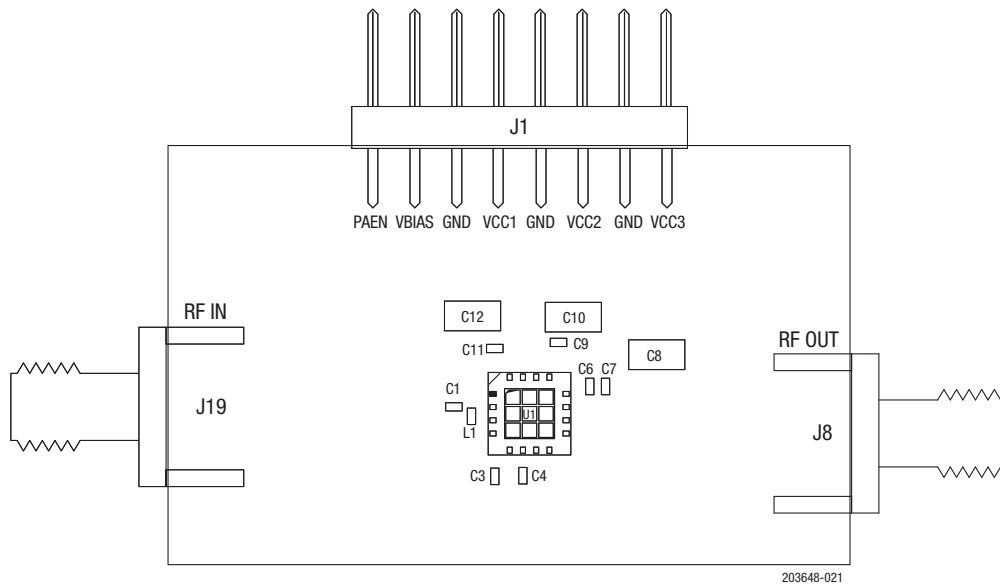 J1
PAEN VBIAS GND VCC1 GND VCC2 GND VCC3
RF IN
J19
C12
C10
C11
C9
C8
C6 C7
C1
L1
U1
C3
C4
RF OUT
J8
203648-021